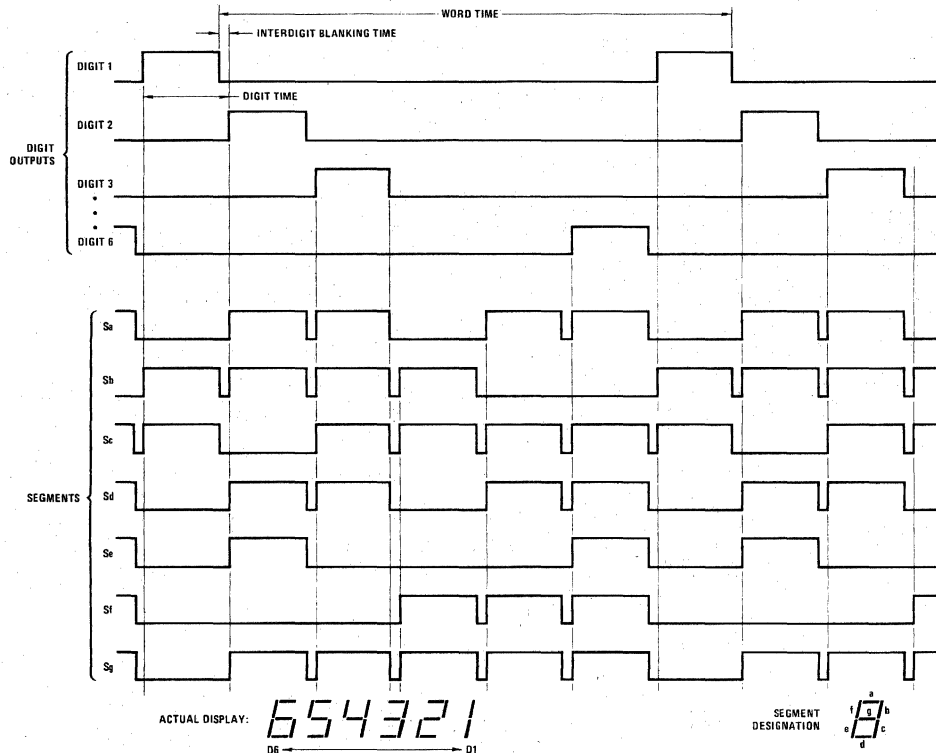 WORD TIME
INTERDIGIT BLANKING TIME
DIGIT 1
DIGIT TIME
DIGIT 2
DIGIT
OUTPUTS
DIGIT 3
DIGIT 6
Sa
Sb
Sc
SEGMENTS
Sd
Se
Sf
Sg
ACTUAL DISPLAY: 654321
D6 D1
SEGMENT
DESIGNATION
a
f g b
e c
d